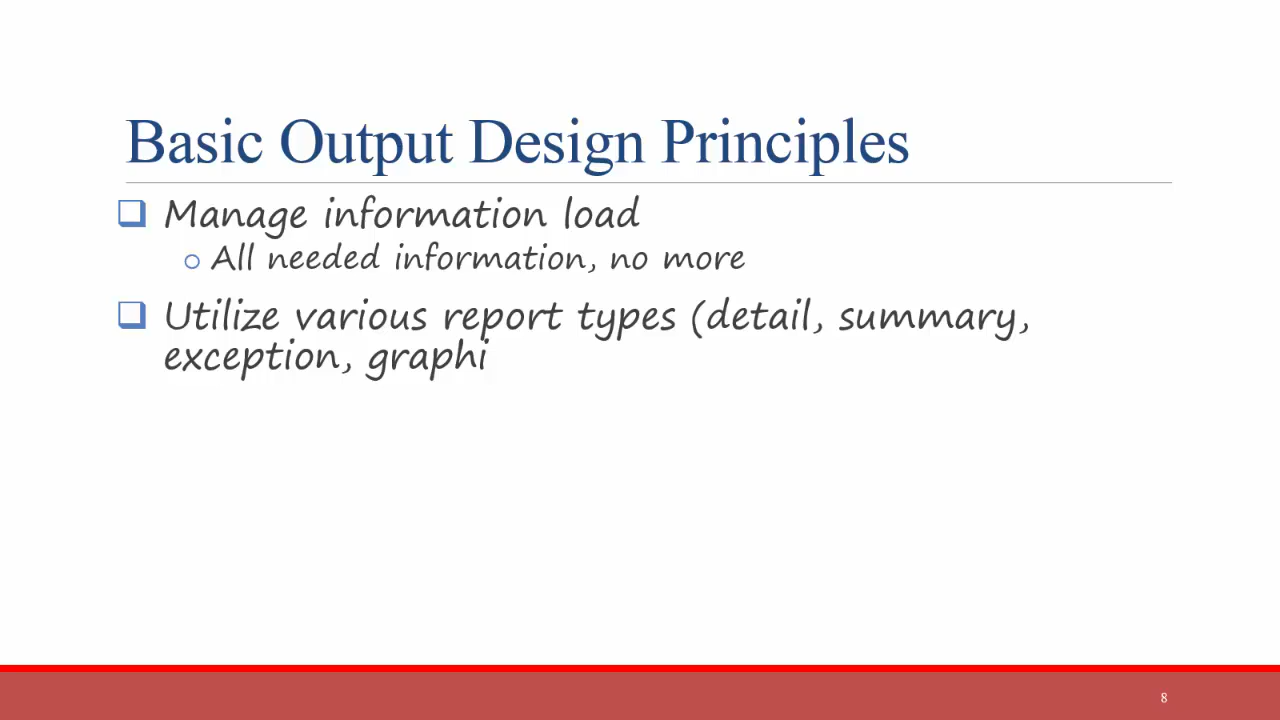 Basic Output Design Principles
Manage information load
All needed information, no more
Utilize various report types (detail, summary,
exception, graphi
8